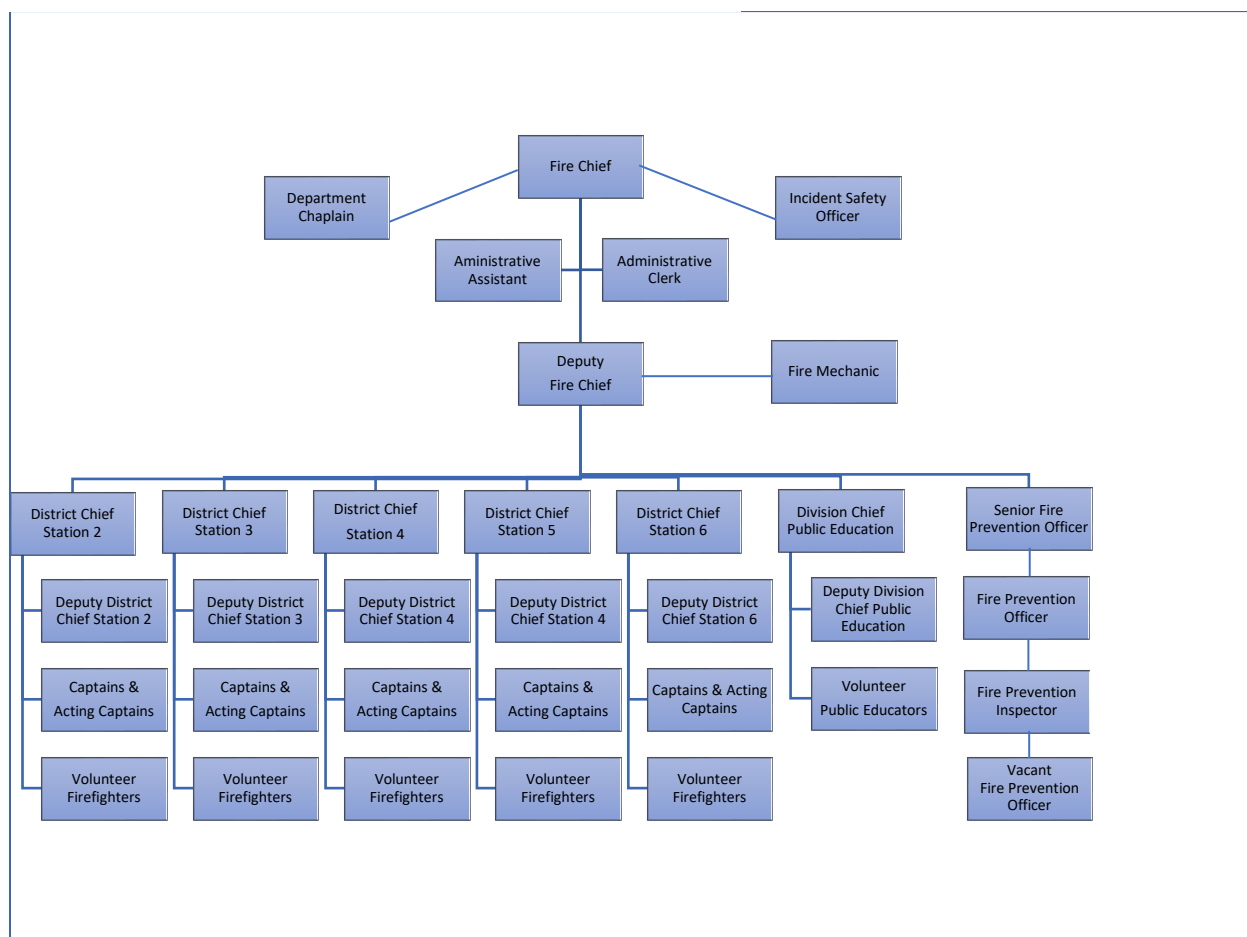 Fire Chief
Department
Chaplain
Incident Safety
Officer
Aministrative
Assistant
Administrative
Clerk
Deputy
Fire Chief
Fire Mechanic
District Chief
Station 2
District Chief
Station 3
District Chief
Station 4
District Chief
Station 5
District Chief
Station 6
Division Chief
Public Education
Senior Fire
Prevention Officer
Deputy District
Chief Station 2
Deputy District
Chief Station 3
Deputy District
Chief Station 4
Deputy District
Chief Station 4
Deputy District
Chief Station 6
Deputy Division
Chief Public
Education
Fire Prevention
Officer
Captains &
Acting Captains
Captains &
Acting Captains
Captains &
Acting Captains
Captains &
Acting Captains
Captains & Acting
Captains
Volunteer
Public Educators
Fire Prevention
Inspector
Volunteer
Firefighters
Volunteer
Firefighters
Volunteer
Firefighters
Volunteer
Firefighters
Volunteer
Firefighters
Vacant
Fire Prevention
Officer